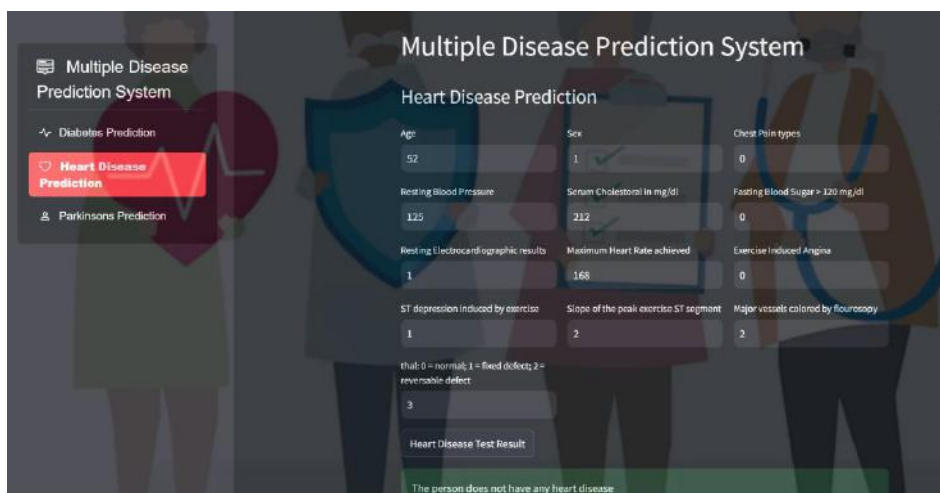 Multiple Disease
Prediction System
Diabetes Prediction
Heart Disease
Prediction
Parkinsons Prediction
Multiple Disease Prediction System
Heart Disease Prediction
Age Sex Chest Pain types
52 1 0
Resting Blood Pressure Serum Cholestoral in mg/dl Fasting Blood Sugar > 120 mg/dl
125 212 0
Resting Electrocardiographic results Maximum Heart Rate achieved Exercise Induced Angina
1 168 0
ST depression induced by exercise Slope of the peak exercise ST segment Major vessels colored by flourosopy
1 2 2
thal: 0 = normal; 1 = fixed defect; 2 =
reversable defect
3
Heart Disease Test Result
The person does not have any heart disease